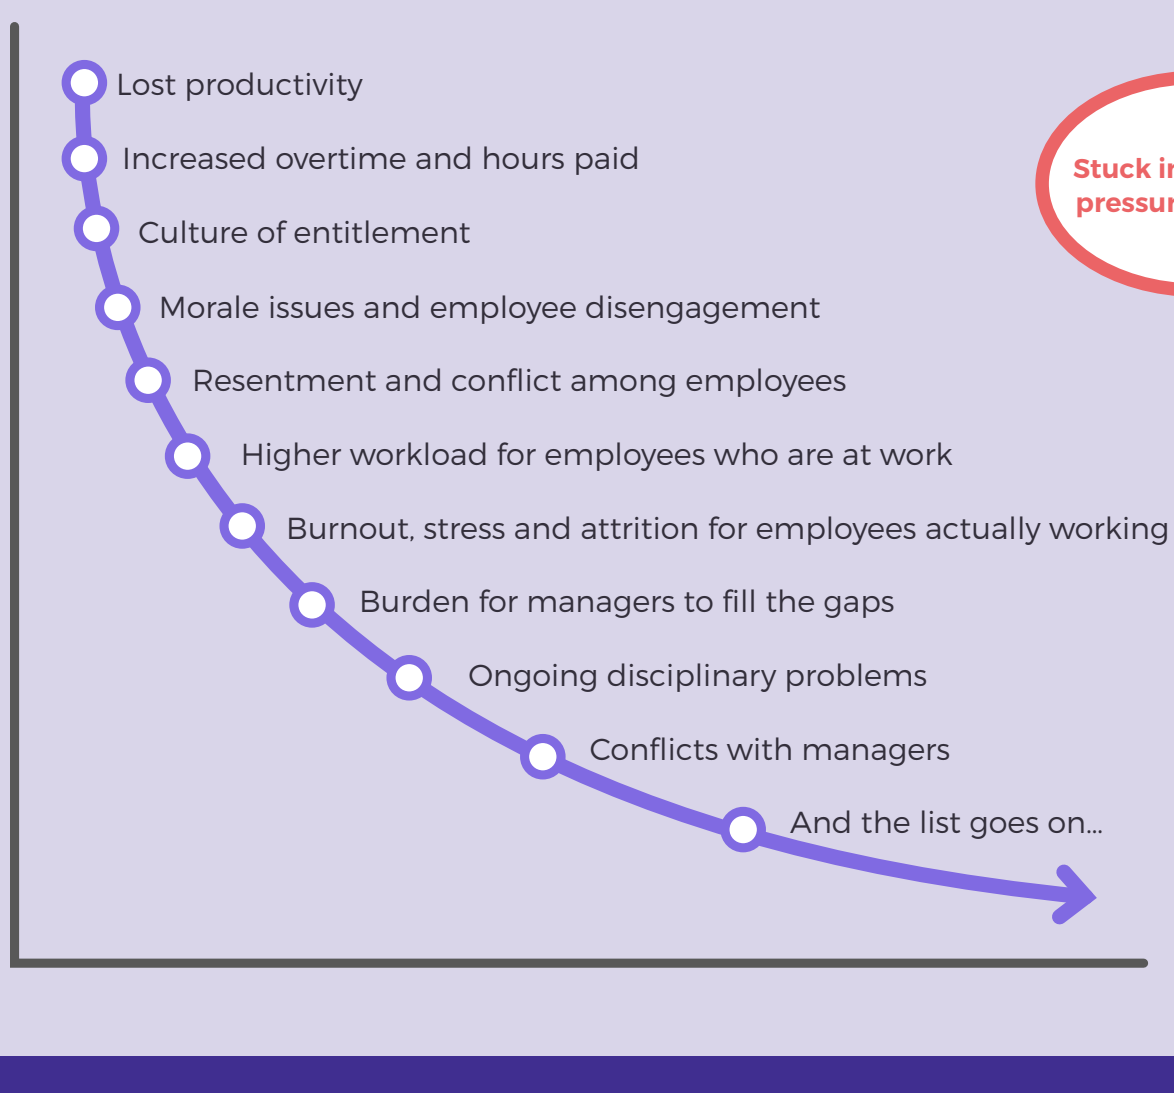 Lost productivity
Increased overtime and hours paid
Stuck
pressur
Culture of entitlement
Morale issues and employee disengagement
Resentment and conflict among employees
Higher workload for employees who are at work
Burnout, stress and attrition for employees actually working
Burden for managers to fill the gaps
Ongoing disciplinary problems
Conflicts with managers
And the list goes on...